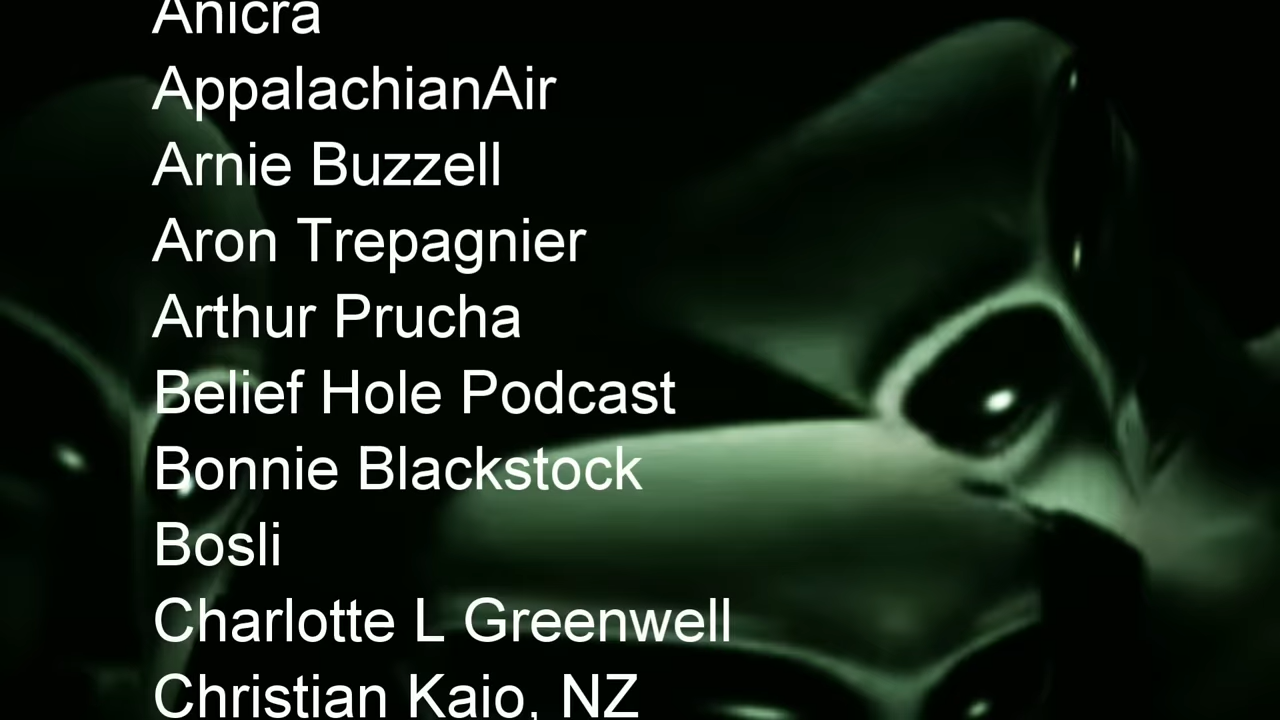 Anicra
AppalachianAir
Arnie Buzzell
Aron Trepagnier
Arthur Prucha
Belief Hole Podcast
Bonnie Blackstock
Bosli
Charlotte L Greenwell
Christian Kaio, NZ